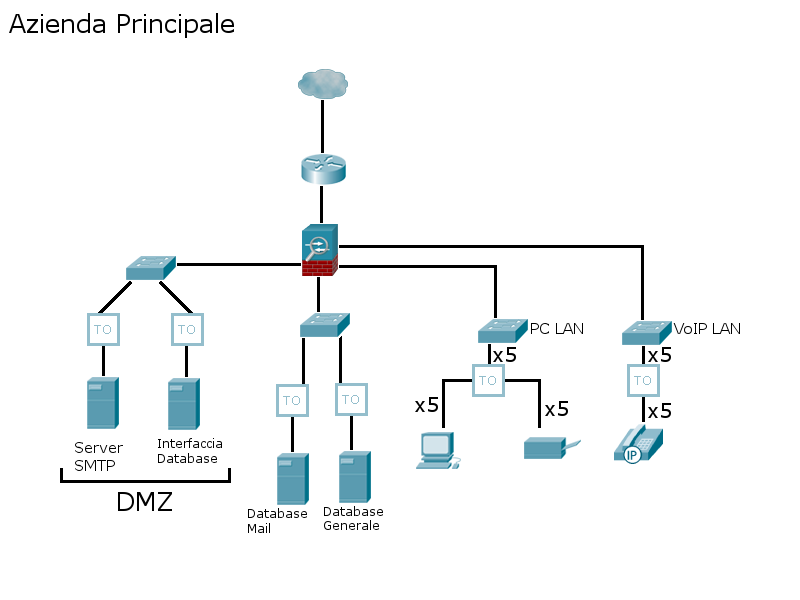 Azienda Principale
PC LAN
VoIP LAN
TO
TO
x5
x5
TO
TO
TO
TO
x5
x5
x5
Server
SMTP
Interfaccia
Database
IP
DMZ
Database
Mail
Database
Generale